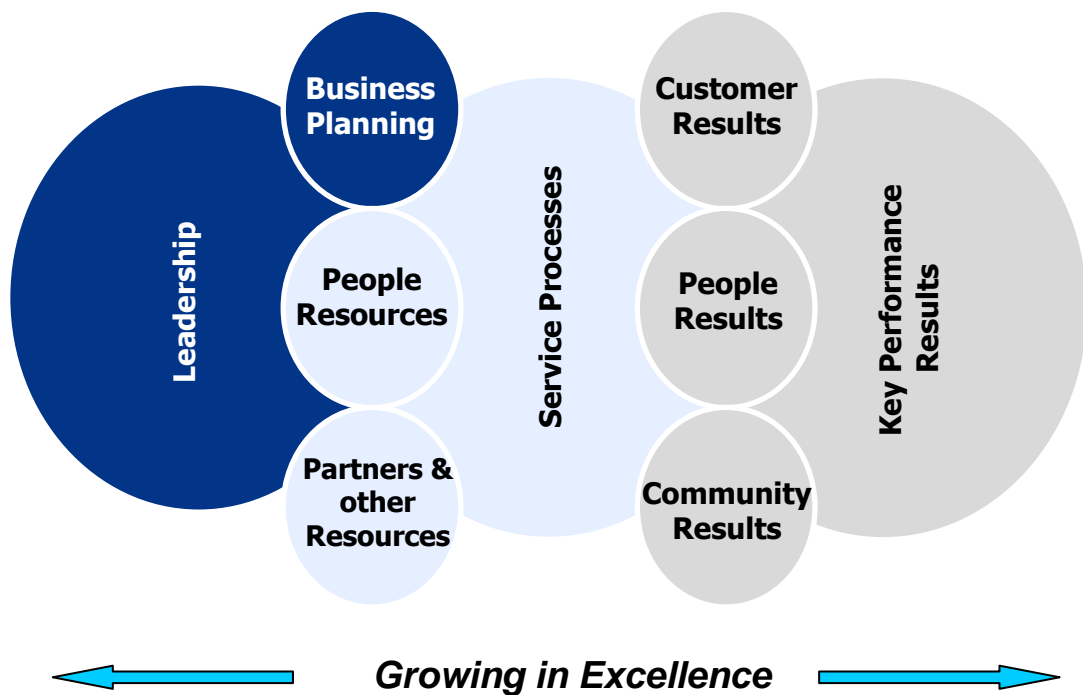 Leadership
Business
Planning
People
Resources
Partners &
other
Resources
Service Processes
Customer
Results
People
Results
Community
Results
Key Performance
Results
Growing in Excellence